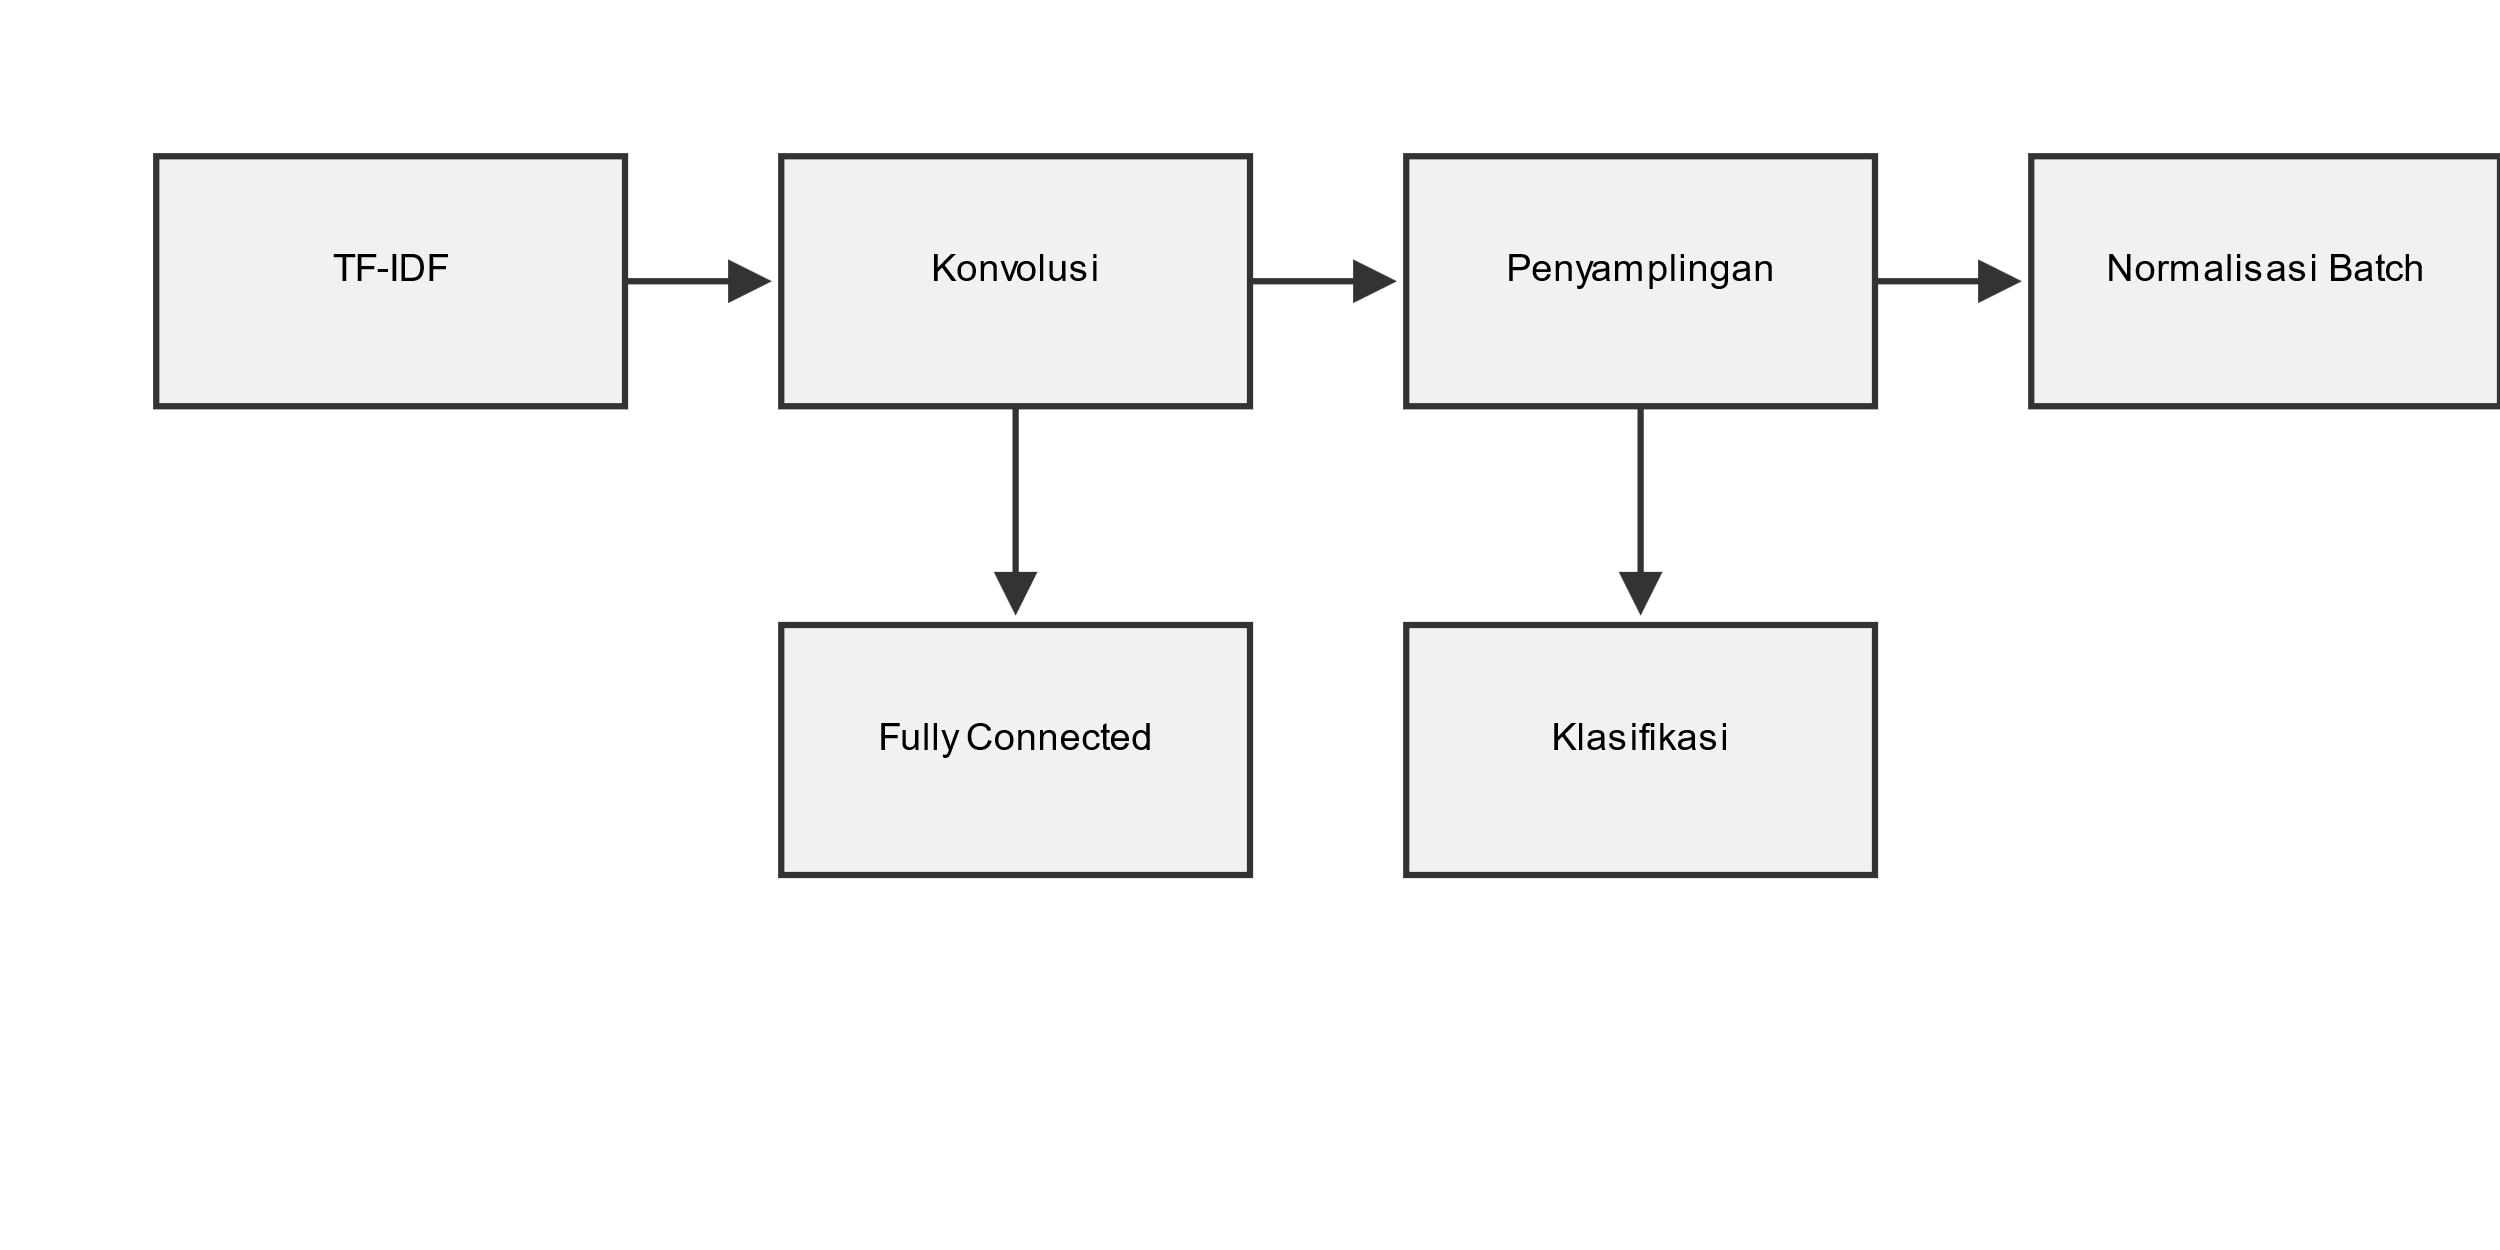 TF-IDF
Konvolusi
Penyamplingan
Normalisasi Batch
Fully Connected
Klasifikasi